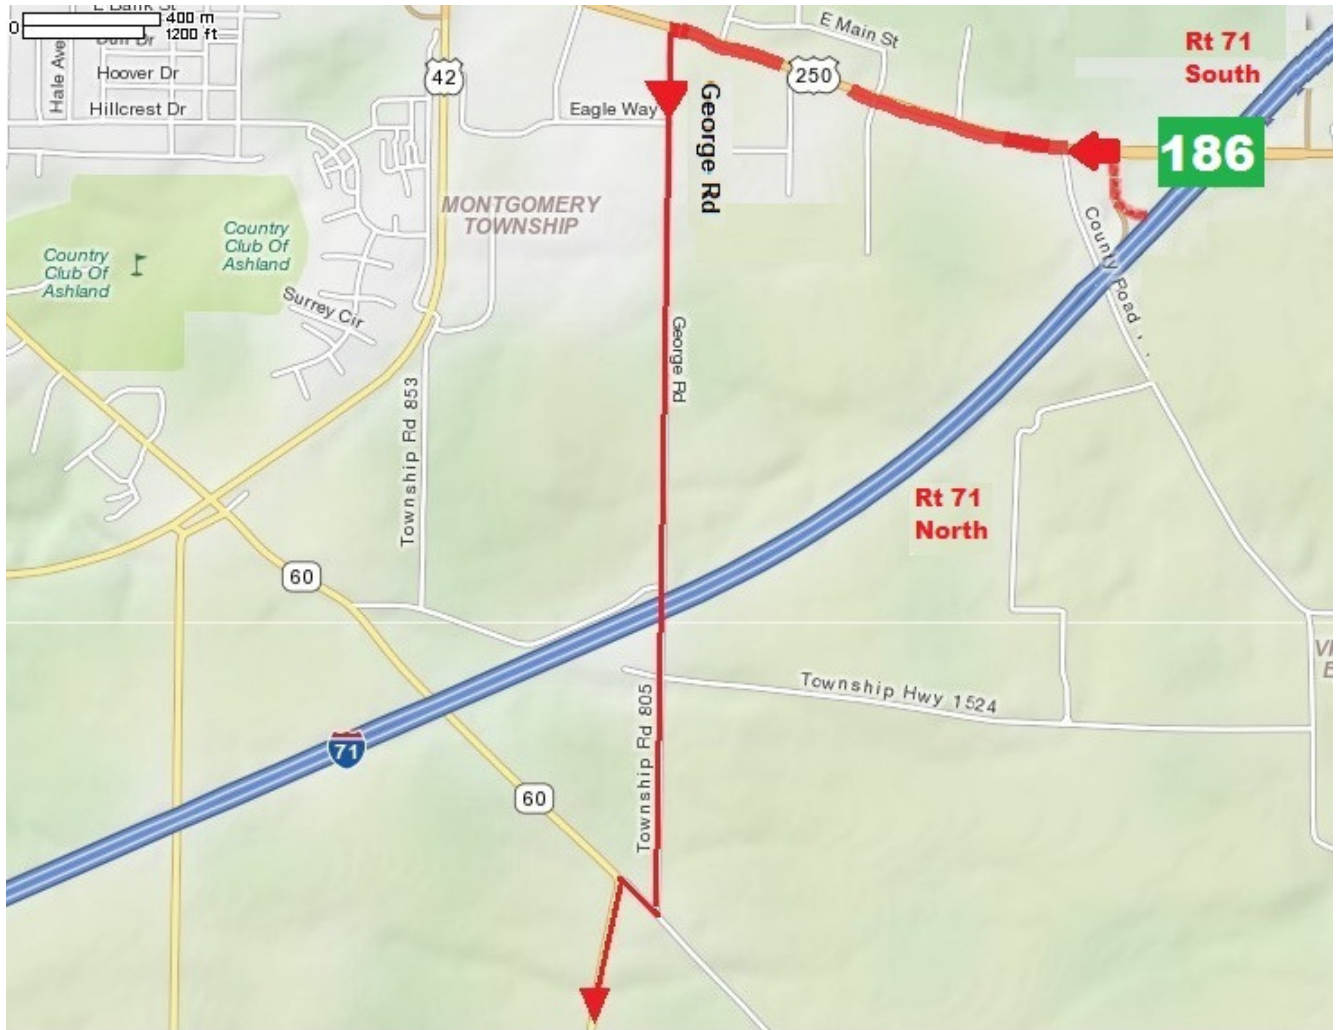 0
400 m
1200 ft
E Bank St
Hale Ave
Hoover Dr
Hillcrest Dr
42
Eagle Way
George Rd
250
E Main St
Rt 71
South
186
MONTGOMERY
TOWNSHIP
Country
Club Of
Ashland
Country
Club Of
Ashland
Surrey Cir
County Road
George Rd
Township Rd 853
Rt 71
North
60
Township Hwy 1524
Township Rd 805
71
60